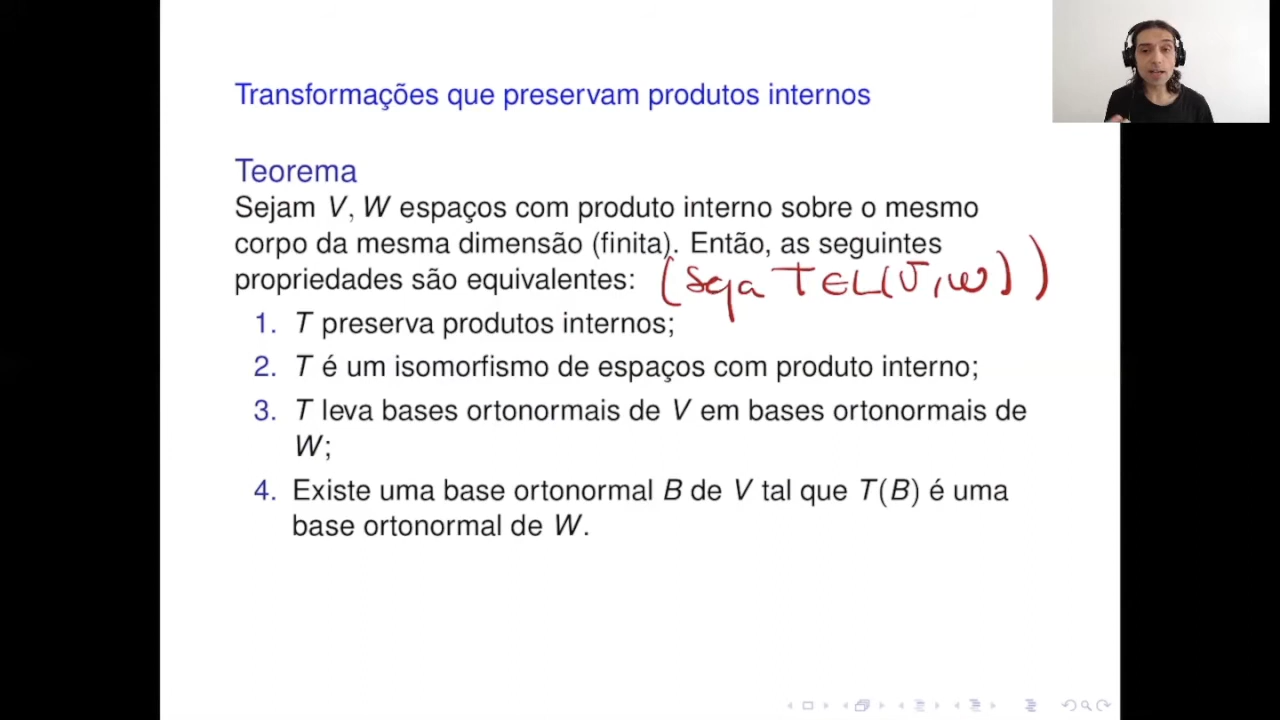 Transformações que preservam produtos internos
Teorema
Sejam V, W espaços com produto interno sobre o mesmo
corpo da mesma dimensão (finita). Então, as seguintes
propriedades são equivalentes: (Seja T ∈ L(V, W))
1. T preserva produtos internos;
2. T é um isomorfismo de espaços com produto interno;
3. T leva bases ortonormais de V em bases ortonormais de
W;
4. Existe uma base ortonormal B de V tal que T(B) é uma
base ortonormal de W.